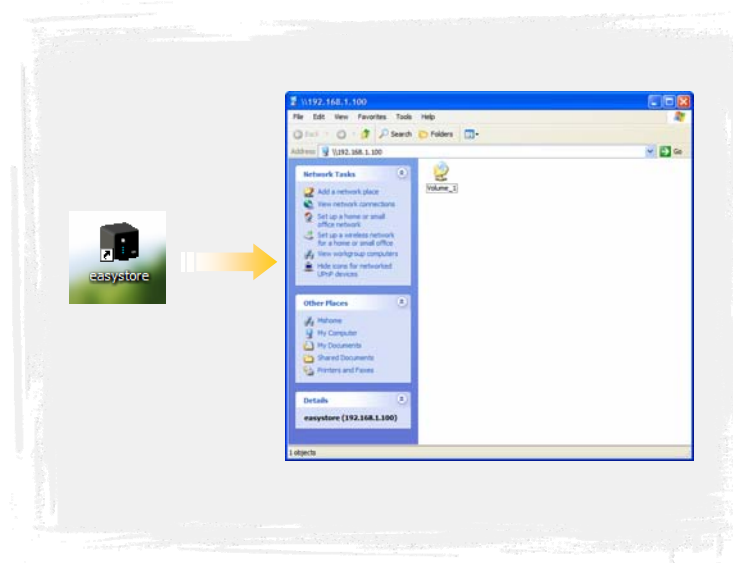 easystore
\\192.168.1.100
File Edit View Favorites Tools Help
Back Search Folders
Address \\192.168.1.100 Go
Network Tasks
Add a network place
View network connections
Set up a home or small
office network
Set up a wireless network
for a home or small office
View workgroup computers
Hide icons for networked
UPnP devices
Other Places
Mshome
My Computer
My Documents
Shared Documents
Printers and Faxes
Details
easystore (192.168.1.100)
Volume_1
1 objects